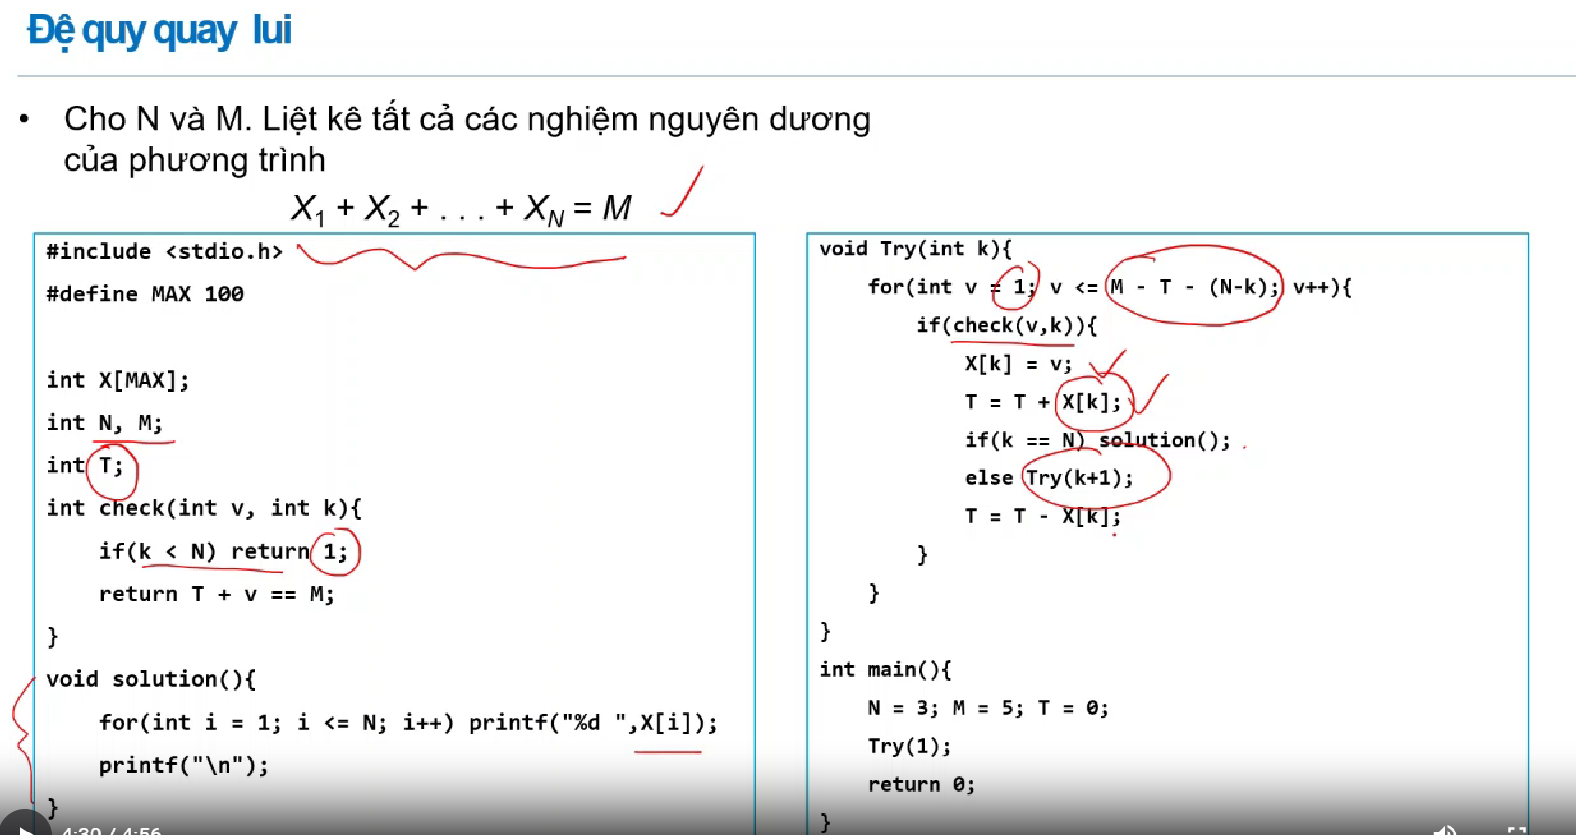 Đệ quy quay lui
• Cho N và M. Liệt kê tất cả các nghiệm nguyên dương
của phương trình
X1 + X2 + . . . + XN = M
#include <stdio.h>
#define MAX 100
int X[MAX];
int N, M;
int T;
int check(int v, int k){
if(k < N) return 1;
return T + v == M;
}
void solution(){
for(int i = 1; i <= N; i++) printf("%d ",X[i]);
printf("\n");
}
void Try(int k){
for(int v = 1; v <= M - T - (N-k); v++){
if(check(v,k)){
X[k] = v;
T = T + X[k];
if(k == N) solution();
else Try(k+1);
T = T - X[k];
}
}
}
int main(){
N = 3; M = 5; T = 0;
Try(1);
return 0;
}
4:30 / 4:56